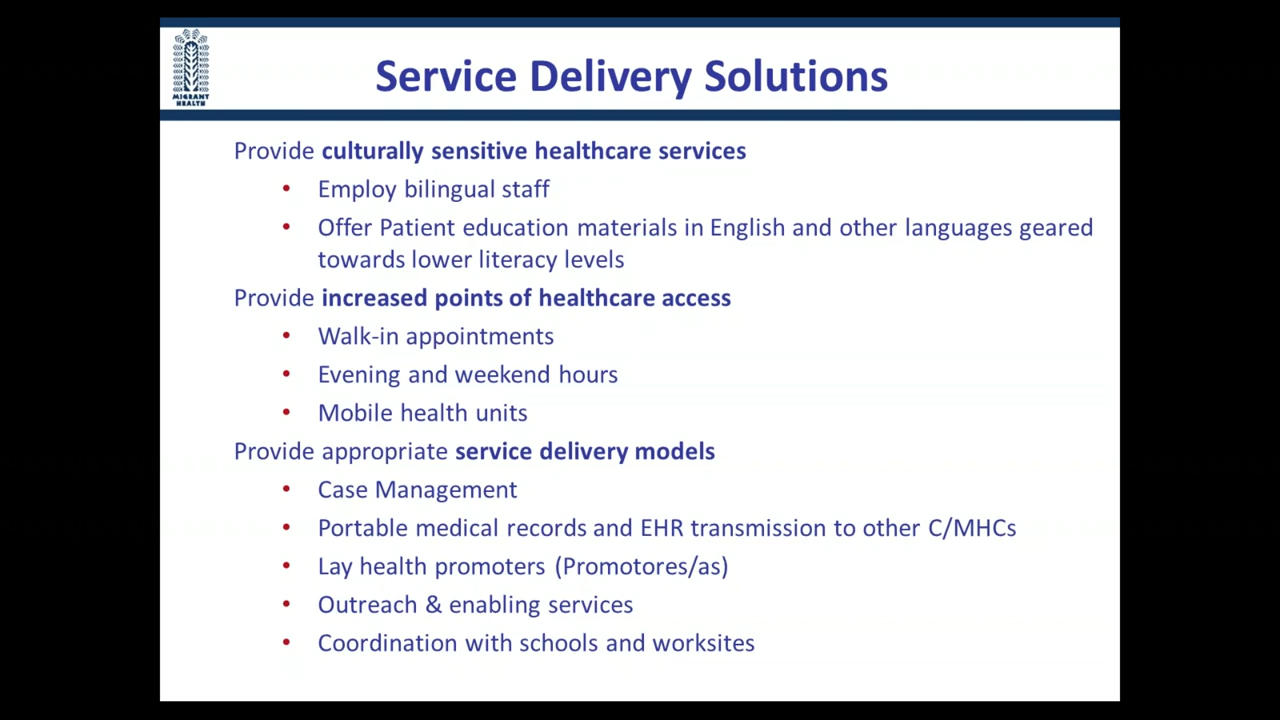 MIGRANT
HEALTH
Service Delivery Solutions
Provide culturally sensitive healthcare services
• Employ bilingual staff
• Offer Patient education materials in English and other languages geared
towards lower literacy levels
Provide increased points of healthcare access
• Walk-in appointments
• Evening and weekend hours
• Mobile health units
Provide appropriate service delivery models
• Case Management
• Portable medical records and EHR transmission to other C/MHCs
• Lay health promoters (Promotores/as)
• Outreach & enabling services
• Coordination with schools and worksites